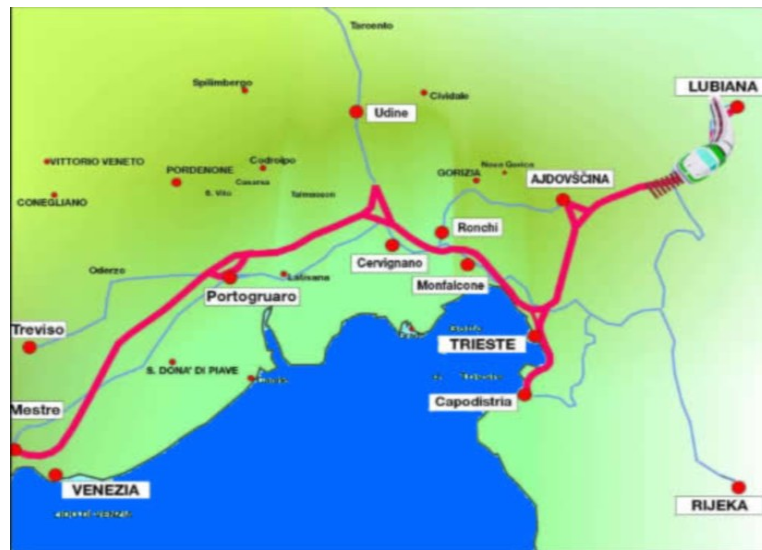 Tarcento
Spilimbergo
Cividale
LUBIANA
Udine
VITTORIO VENETO
PORDENONE
Codroipo
Casarsa
S. Vito
Talmassons
GORIZIA
Nova Gorica
AJDOVŠČINA
CONEGLIANO
Ronchi
Cervignano
Monfalcone
Oderzo
Latisana
Portogruaro
Treviso
TRIESTE
S. DONA' DI PIAVE
Capodistria
Mestre
VENEZIA
RIJEKA